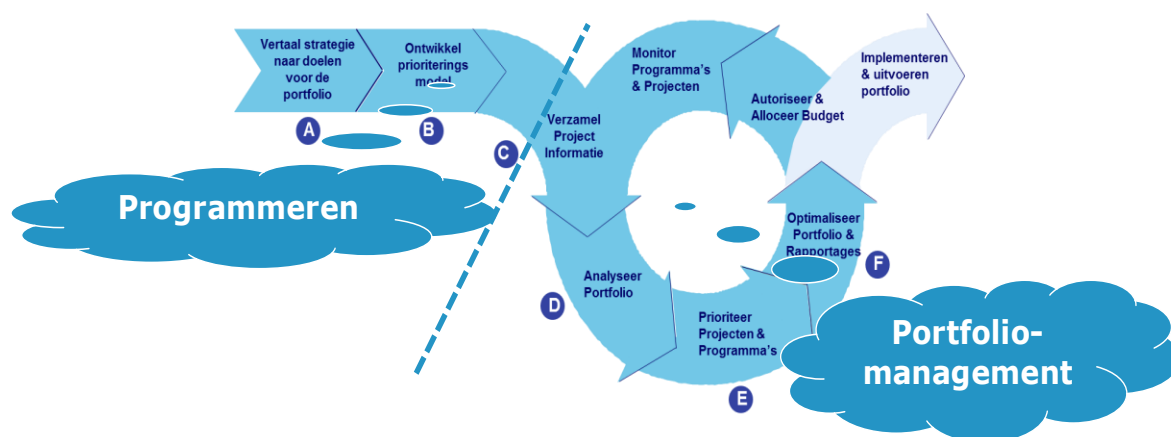 Vertaal strategie
naar doelen
voor de
portfolio
A
Ontwikkel
prioriterings
model
B
C
Verzamel
Project
Informatie
Programmeren
D
Analyseer
Portfolio
Prioriteer
Projecten &
Programma's
E
Optimaliseer
Portfolio &
Rapportages
F
Autoriseer &
Alloceer Budget
Monitor
Programma's
& Projecten
Implementeren
& uitvoeren
portfolio
Portfolio-
management